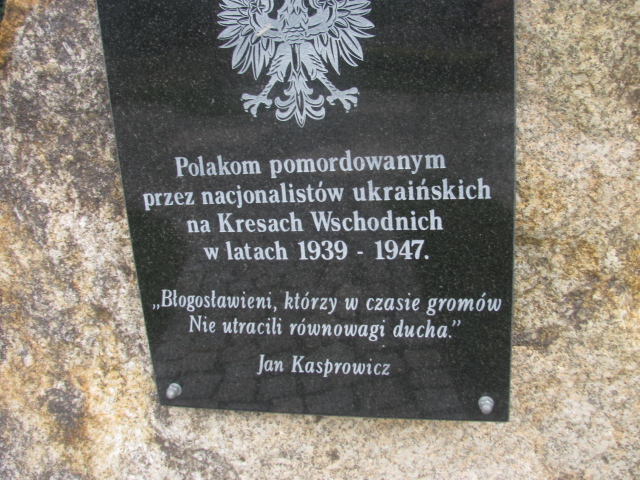 Polakom pomordowanym
przez nacjonalistów ukraińskich
na Kresach Wschodnich
w latach 1939 - 1947.
„Błogosławieni, którzy w czasie gromów
Nie utracili równowagi ducha.”
Jan Kasprowicz